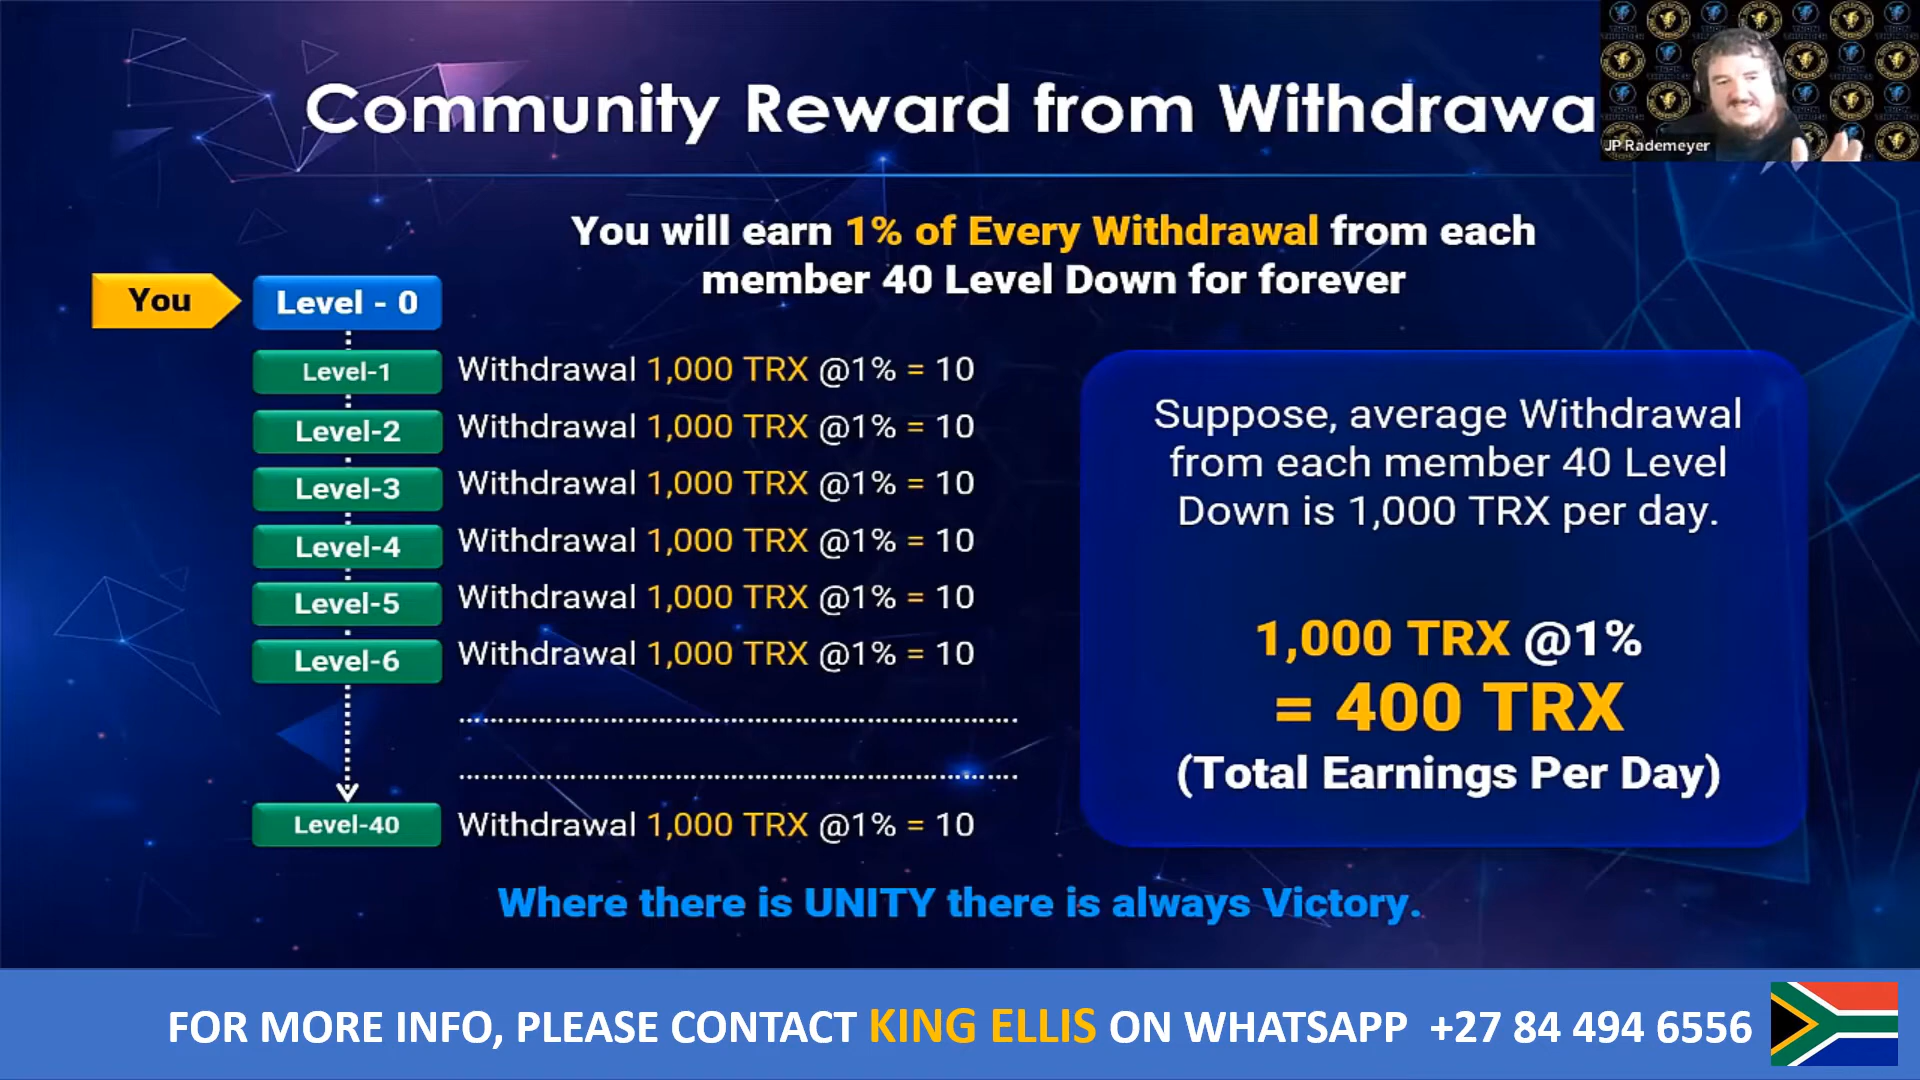 Community Reward from Withdrawa
JP Rademeyer
You will earn 1% of Every Withdrawal from each
member 40 Level Down for forever
You
Level - 0
Level-1 Withdrawal 1,000 TRX @1% = 10
Level-2 Withdrawal 1,000 TRX @1% = 10
Level-3 Withdrawal 1,000 TRX @1% = 10
Level-4 Withdrawal 1,000 TRX @1% = 10
Level-5 Withdrawal 1,000 TRX @1% = 10
Level-6 Withdrawal 1,000 TRX @1% = 10
Level-40 Withdrawal 1,000 TRX @1% = 10
Suppose, average Withdrawal
from each member 40 Level
Down is 1,000 TRX per day.
1,000 TRX @1%
= 400 TRX
(Total Earnings Per Day)
Where there is UNITY there is always Victory.
FOR MORE INFO, PLEASE CONTACT KING ELLIS ON WHATSAPP +27 84 494 6556